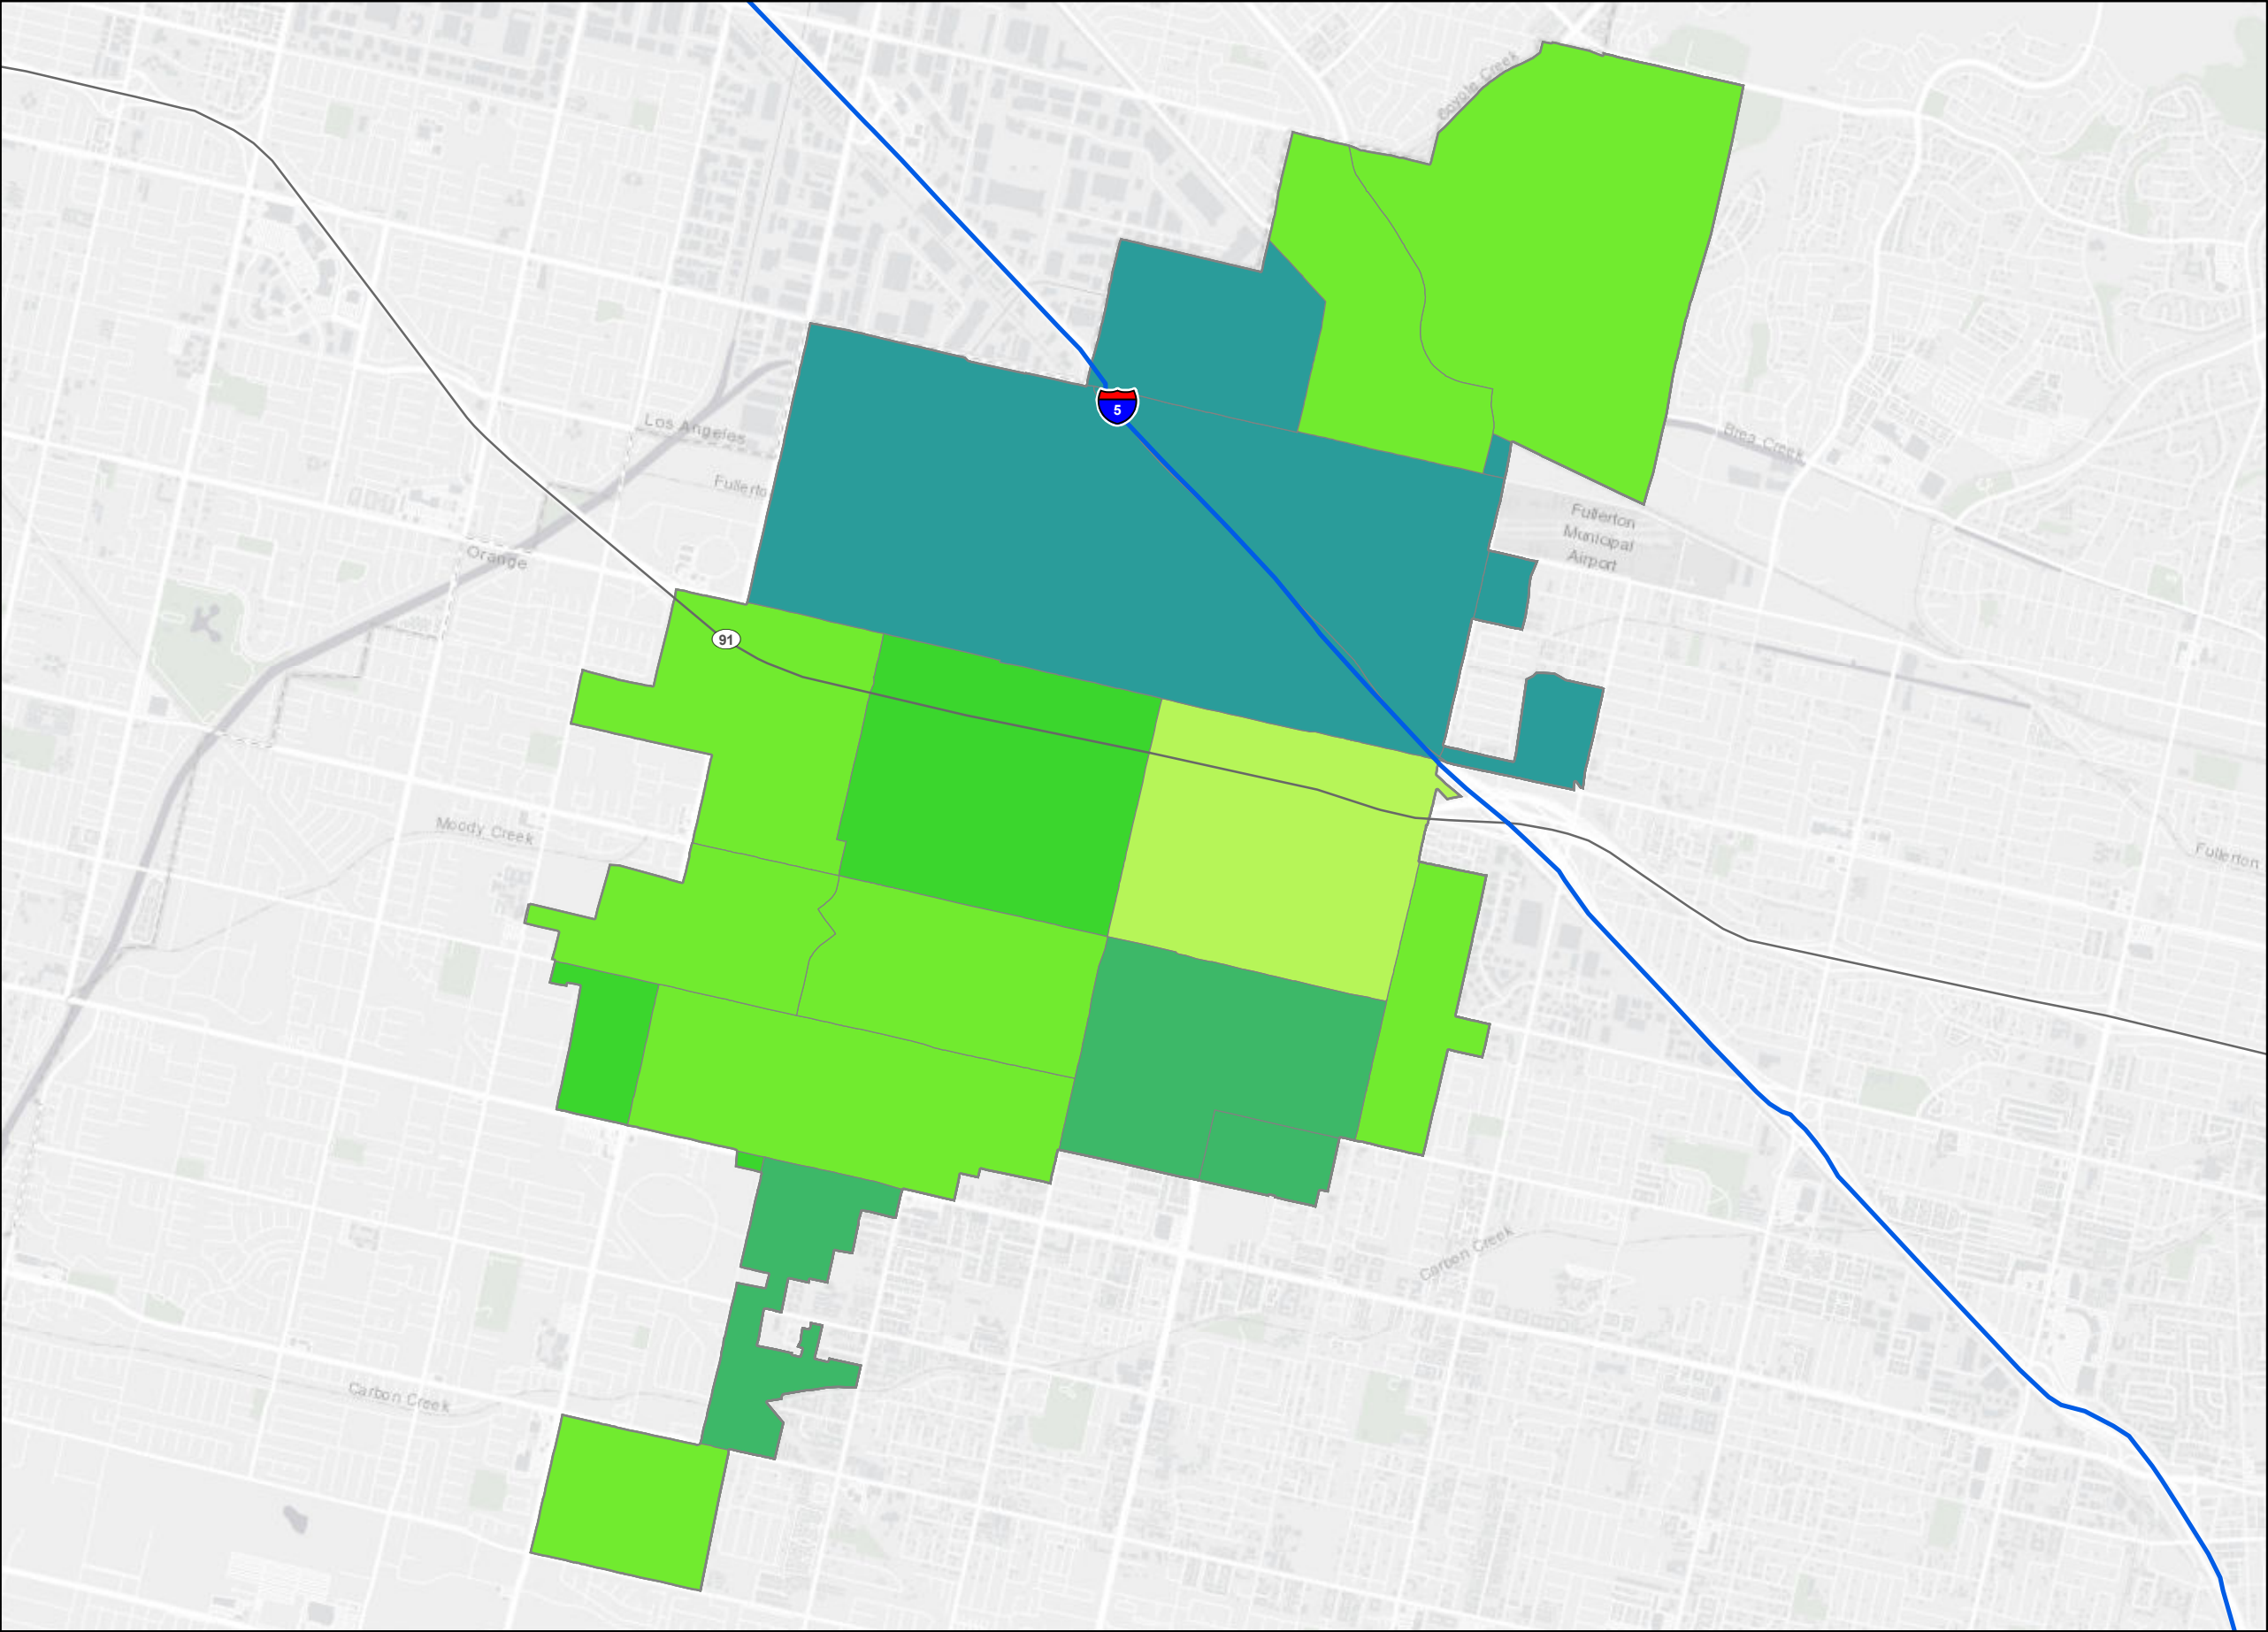 Coyote Creek
5
Los Angeles
Brea Creek
Fullerto
Fullerton
Municipal
Airport
Orange
91
Moody Creek
Fullerton
Carbon Creek
Carbon Creek